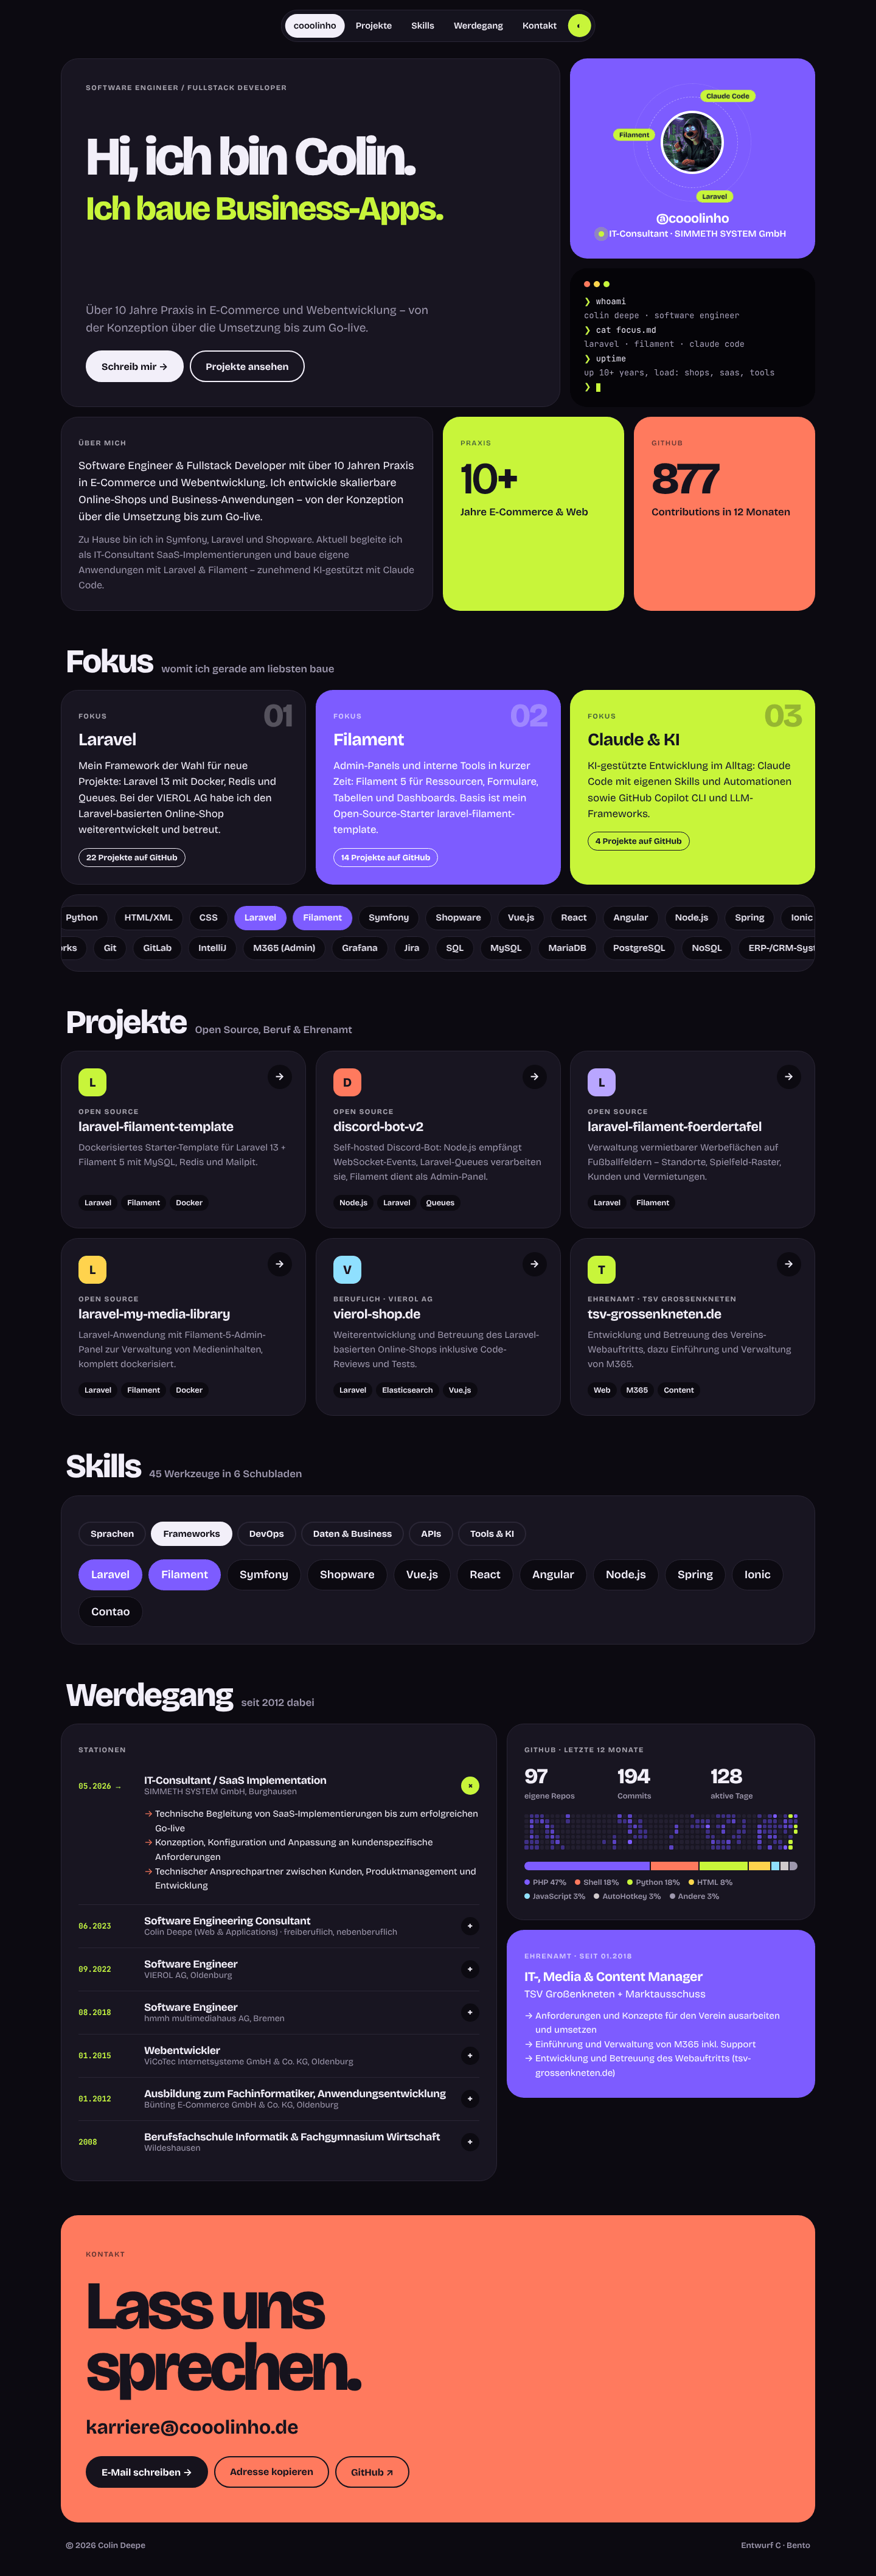 cooolinho Projekte Skills Werdegang Kontakt
SOFTWARE ENGINEER / FULLSTACK DEVELOPER
Hi, ich bin Colin.
Ich baue Business-Apps.
Über 10 Jahre Praxis in E-Commerce und Webentwicklung – von
der Konzeption über die Umsetzung bis zum Go-live.
Schreib mir → Projekte ansehen
Claude Code
Filament
Laravel
@cooolinho
IT-Consultant · SIMMETH SYSTEM GmbH
❯ whoami
colin deepe · software engineer
❯ cat focus.md
laravel · filament · claude code
❯ uptime
up 10+ years, load: shops, saas, tools
❯
ÜBER MICH
Software Engineer & Fullstack Developer mit über 10 Jahren Praxis
in E-Commerce und Webentwicklung. Ich entwickle skalierbare
Online-Shops und Business-Anwendungen – von der Konzeption
über die Umsetzung bis zum Go-live.
Zu Hause bin ich in Symfony, Laravel und Shopware. Aktuell begleite ich
als IT-Consultant SaaS-Implementierungen und baue eigene
Anwendungen mit Laravel & Filament – zunehmend KI-gestützt mit Claude
Code.
PRAXIS
10+
Jahre E-Commerce & Web
GITHUB
877
Contributions in 12 Monaten
Fokus womit ich gerade am liebsten baue
FOKUS
01
Laravel
Mein Framework der Wahl für neue
Projekte: Laravel 13 mit Docker, Redis und
Queues. Bei der VIEROL AG habe ich den
Laravel-basierten Online-Shop
weiterentwickelt und betreut.
22 Projekte auf GitHub
FOKUS
02
Filament
Admin-Panels und interne Tools in kurzer
Zeit: Filament 5 für Ressourcen, Formulare,
Tabellen und Dashboards. Basis ist mein
Open-Source-Starter laravel-filament-
template.
14 Projekte auf GitHub
FOKUS
03
Claude & KI
KI-gestützte Entwicklung im Alltag: Claude
Code mit eigenen Skills und Automationen
sowie GitHub Copilot CLI und LLM-
Frameworks.
4 Projekte auf GitHub
Python HTML/XML CSS Laravel Filament Symfony Shopware Vue.js React Angular Node.js Spring Ionic
rks Git GitLab IntelliJ M365 (Admin) Grafana Jira SQL MySQL MariaDB PostgreSQL NoSQL ERP-/CRM-Syst
Projekte Open Source, Beruf & Ehrenamt
L →
OPEN SOURCE
laravel-filament-template
Dockerisiertes Starter-Template für Laravel 13 +
Filament 5 mit MySQL, Redis und Mailpit.
Laravel Filament Docker
D →
OPEN SOURCE
discord-bot-v2
Self-hosted Discord-Bot: Node.js empfängt
WebSocket-Events, Laravel-Queues verarbeiten
sie, Filament dient als Admin-Panel.
Node.js Laravel Queues
L →
OPEN SOURCE
laravel-filament-foerdertafel
Verwaltung vermietbarer Werbeflächen auf
Fußballfeldern – Standorte, Spielfeld-Raster,
Kunden und Vermietungen.
Laravel Filament
L →
OPEN SOURCE
laravel-my-media-library
Laravel-Anwendung mit Filament-5-Admin-
Panel zur Verwaltung von Medieninhalten,
komplett dockerisiert.
Laravel Filament Docker
V →
BERUFLICH · VIEROL AG
vierol-shop.de
Weiterentwicklung und Betreuung des Laravel-
basierten Online-Shops inklusive Code-
Reviews und Tests.
Laravel Elasticsearch Vue.js
T →
EHRENAMT · TSV GROSSENKNETEN
tsv-grossenkneten.de
Entwicklung und Betreuung des Vereins-
Webauftritts, dazu Einführung und Verwaltung
von M365.
Web M365 Content
Skills 45 Werkzeuge in 6 Schubladen
Sprachen Frameworks DevOps Daten & Business APIs Tools & KI
Laravel Filament Symfony Shopware Vue.js React Angular Node.js Spring Ionic
Contao
Werdegang seit 2012 dabei
STATIONEN
05.2026 → IT-Consultant / SaaS Implementation
SIMMETH SYSTEM GmbH, Burghausen
→ Technische Begleitung von SaaS-Implementierungen bis zum erfolgreichen
Go-live
→ Konzeption, Konfiguration und Anpassung an kundenspezifische
Anforderungen
→ Technischer Ansprechpartner zwischen Kunden, Produktmanagement und
Entwicklung
06.2023 Software Engineering Consultant +
Colin Deepe (Web & Applications) · freiberuflich, nebenberuflich
09.2022 Software Engineer +
VIEROL AG, Oldenburg
08.2018 Software Engineer +
hmmh multimediahaus AG, Bremen
01.2015 Webentwickler +
ViCoTec Internetsysteme GmbH & Co. KG, Oldenburg
01.2012 Ausbildung zum Fachinformatiker, Anwendungsentwicklung +
Bünting E-Commerce GmbH & Co. KG, Oldenburg
2008 Berufsfachschule Informatik & Fachgymnasium Wirtschaft +
Wildeshausen
GITHUB · LETZTE 12 MONATE
97 194 128
eigene Repos Commits aktive Tage
PHP 47% Shell 18% Python 18% HTML 8%
JavaScript 3% AutoHotkey 3% Andere 3%
EHRENAMT · SEIT 01.2018
IT-, Media & Content Manager
TSV Großenkneten + Marktausschuss
→ Anforderungen und Konzepte für den Verein ausarbeiten
und umsetzen
→ Einführung und Verwaltung von M365 inkl. Support
→ Entwicklung und Betreuung des Webauftritts (tsv-
grossenkneten.de)
KONTAKT
Lass uns
sprechen.
karriere@cooolinho.de
E-Mail schreiben → Adresse kopieren GitHub ↗
© 2026 Colin Deepe
Entwurf C · Bento